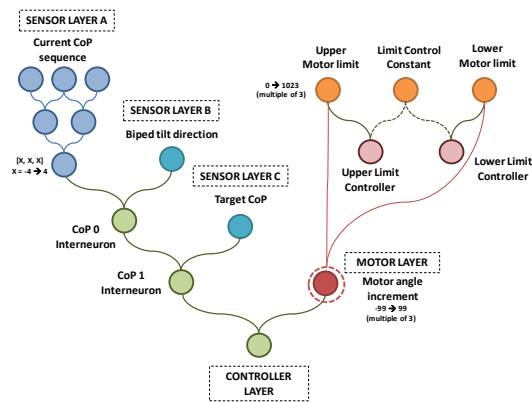 SENSOR LAYER A
Current CoP
sequence
[X, X, X]
X = -4 → 4
SENSOR LAYER B
Biped tilt direction
SENSOR LAYER C
Target CoP
CoP 0
Interneuron
CoP 1
Interneuron
CONTROLLER
LAYER
Upper
Motor limit
Limit Control
Constant
Lower
Motor limit
0 → 1023
(multiple of 3)
Upper Limit
Controller
Lower Limit
Controller
MOTOR LAYER
Motor angle
increment
-99 → 99
(multiple of 3)